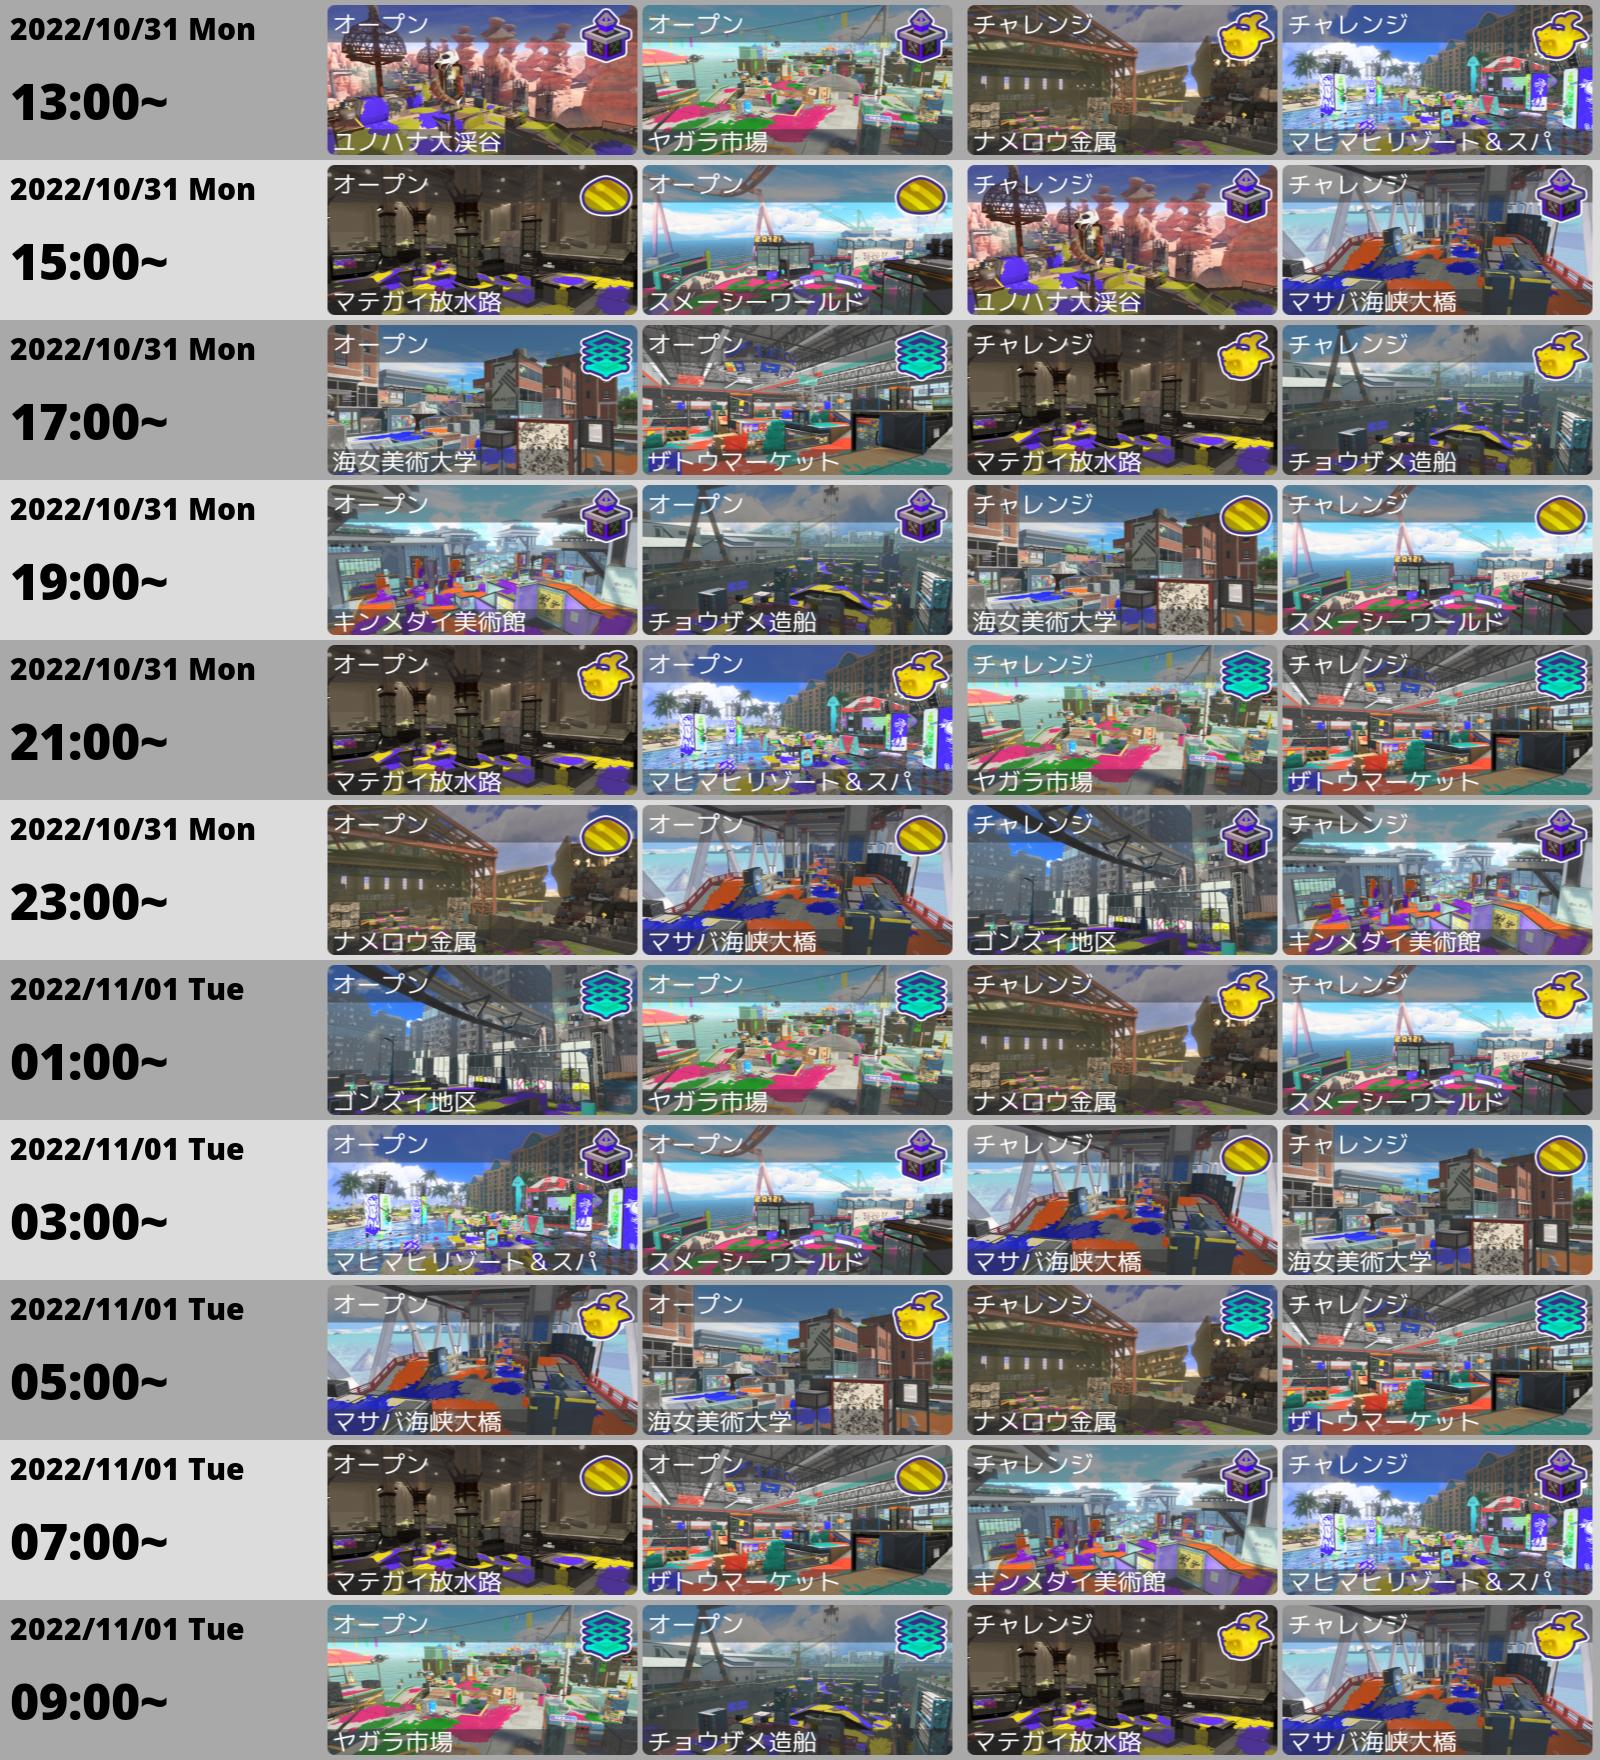 2022/10/31 Mon
13:00~
オープン オープン チャレンジ チャレンジ
ユノハナ大渓谷 ヤガラ市場 ナメロウ金属 マヒマヒリゾート＆スパ
2022/10/31 Mon
15:00~
オープン オープン チャレンジ チャレンジ
マテガイ放水路 スメーシーワールド ユノハナ大渓谷 マサバ海峡大橋
2022/10/31 Mon
17:00~
オープン オープン チャレンジ チャレンジ
海女美術大学 ザトウマーケット マテガイ放水路 チョウザメ造船
2022/10/31 Mon
19:00~
オープン オープン チャレンジ チャレンジ
キンメダイ美術館 チョウザメ造船 海女美術大学 スメーシーワールド
2022/10/31 Mon
21:00~
オープン オープン チャレンジ チャレンジ
マテガイ放水路 マヒマヒリゾート＆スパ ヤガラ市場 ザトウマーケット
2022/10/31 Mon
23:00~
オープン オープン チャレンジ チャレンジ
ナメロウ金属 マサバ海峡大橋 ゴンズイ地区 キンメダイ美術館
2022/11/01 Tue
01:00~
オープン オープン チャレンジ チャレンジ
ゴンズイ地区 ヤガラ市場 ナメロウ金属 スメーシーワールド
2022/11/01 Tue
03:00~
オープン オープン チャレンジ チャレンジ
マヒマヒリゾート＆スパ スメーシーワールド マサバ海峡大橋 海女美術大学
2022/11/01 Tue
05:00~
オープン オープン チャレンジ チャレンジ
マサバ海峡大橋 海女美術大学 ナメロウ金属 ザトウマーケット
2022/11/01 Tue
07:00~
オープン オープン チャレンジ チャレンジ
マテガイ放水路 ザトウマーケット キンメダイ美術館 マヒマヒリゾート＆スパ
2022/11/01 Tue
09:00~
オープン オープン チャレンジ チャレンジ
ヤガラ市場 チョウザメ造船 マテガイ放水路 マサバ海峡大橋